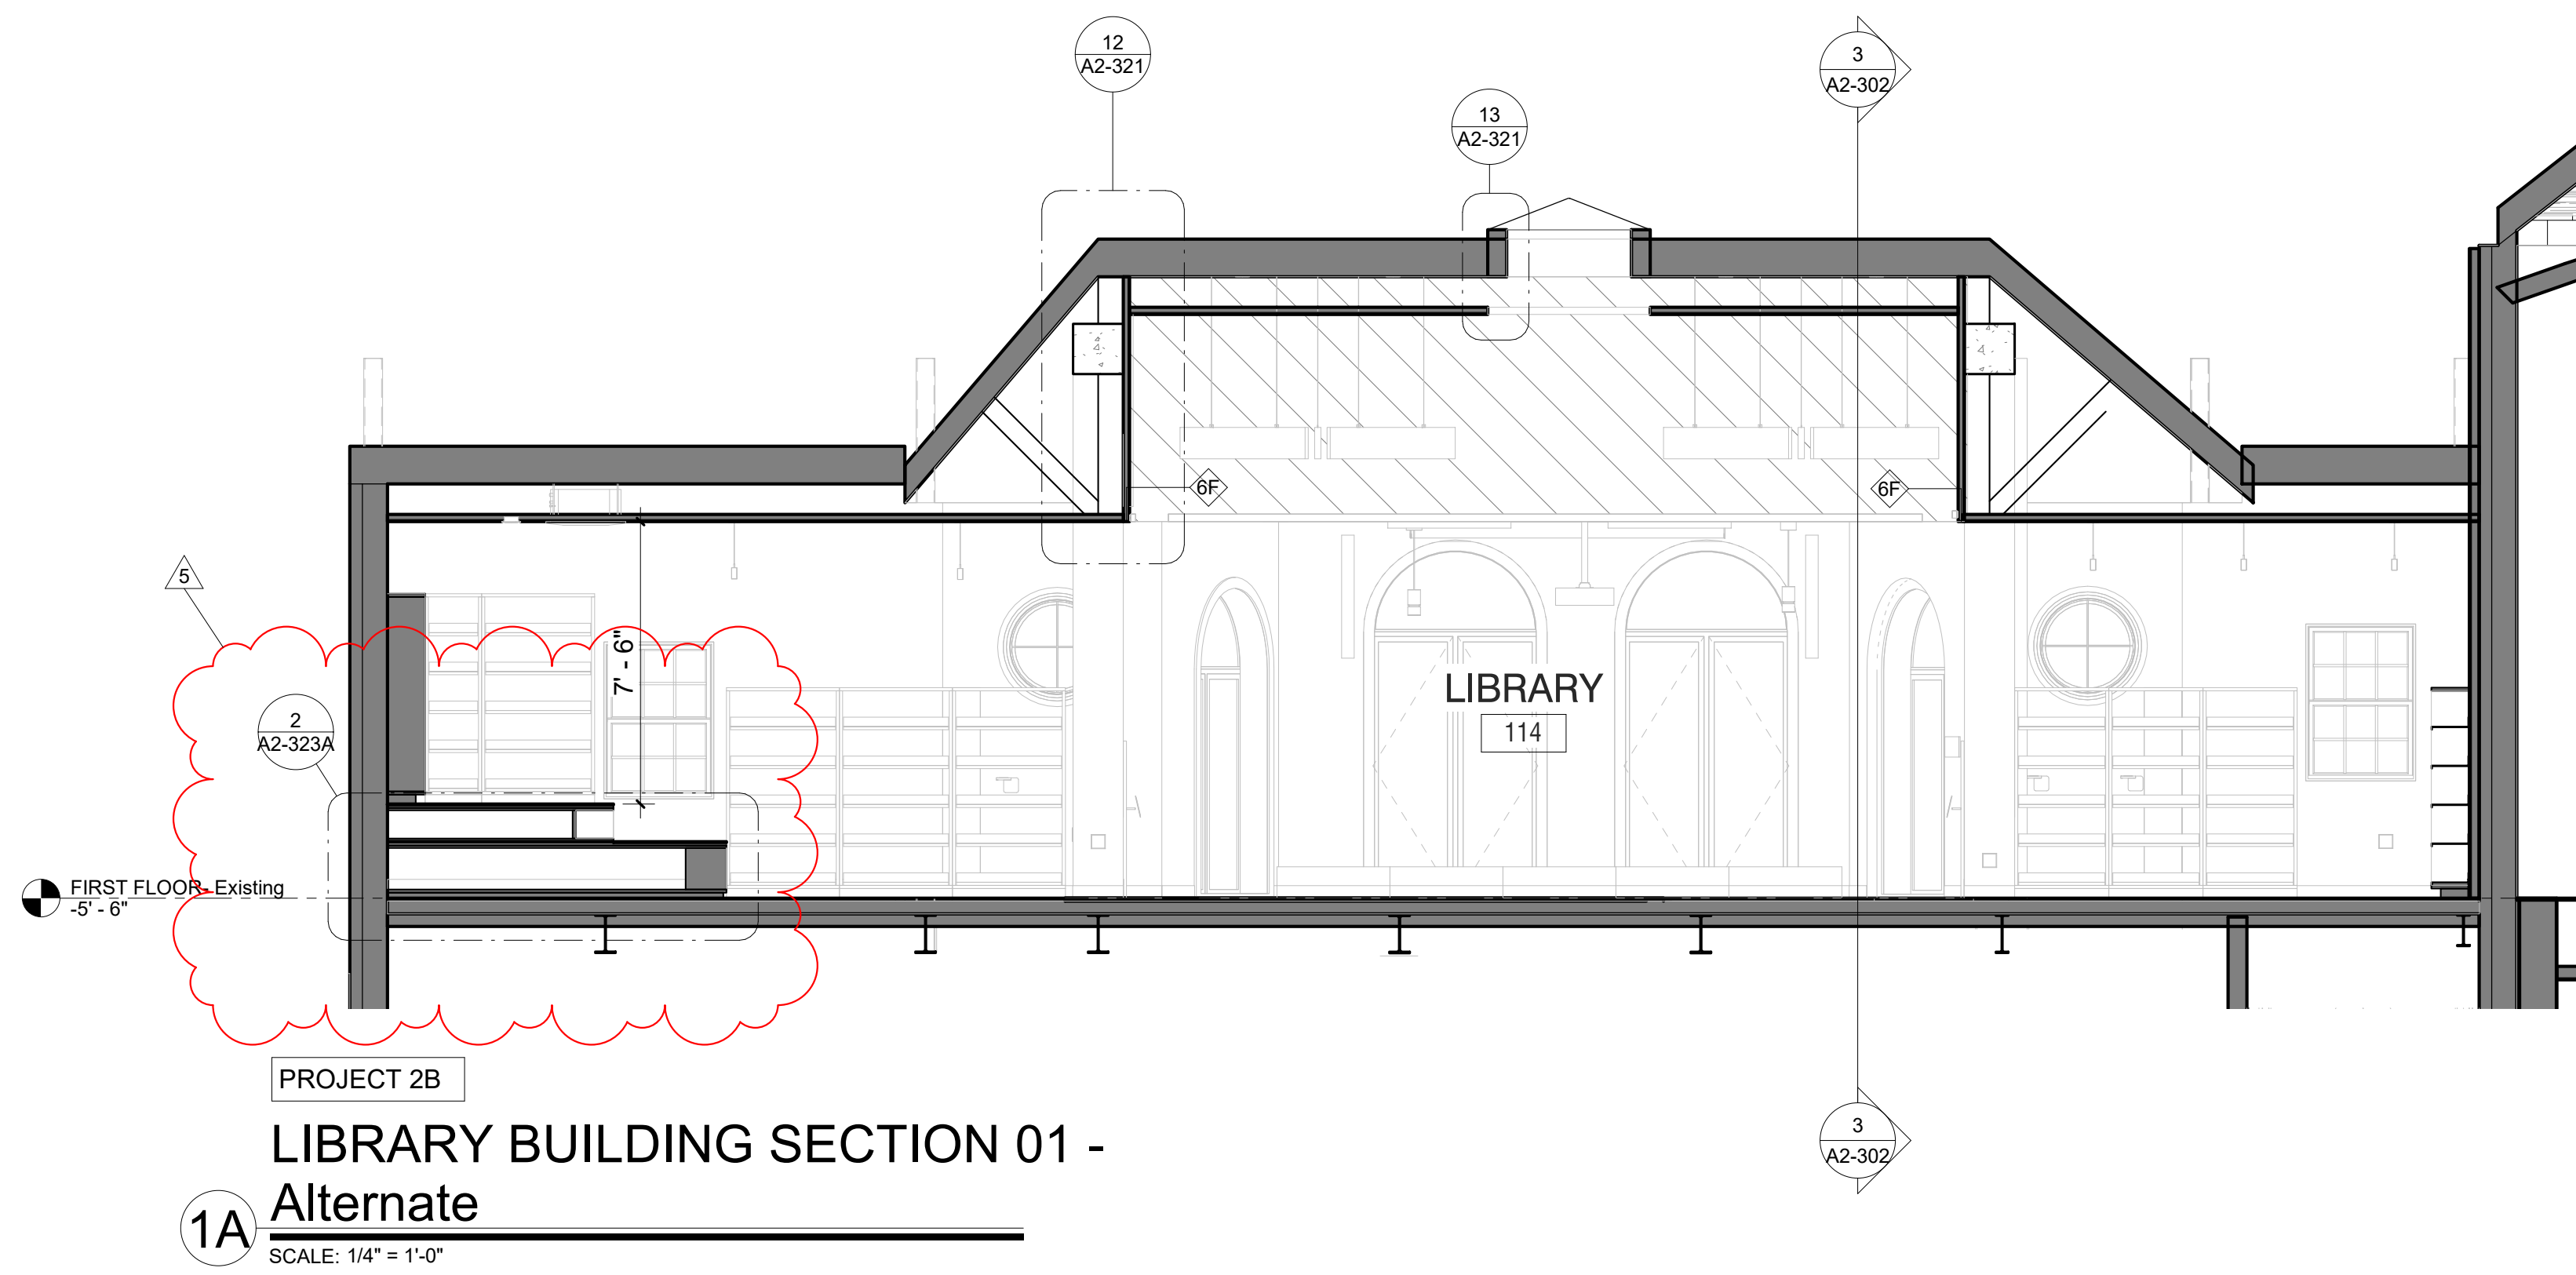 12
A2-321
3
A2-302
13
A2-321
6F
6F
5
7' - 6"
LIBRARY
114
2
A2-323A
FIRST FLOOR- Existing
-5' - 6"
PROJECT 2B
3
A2-302
LIBRARY BUILDING SECTION 01 -
Alternate
1A
SCALE: 1/4" = 1'-0"